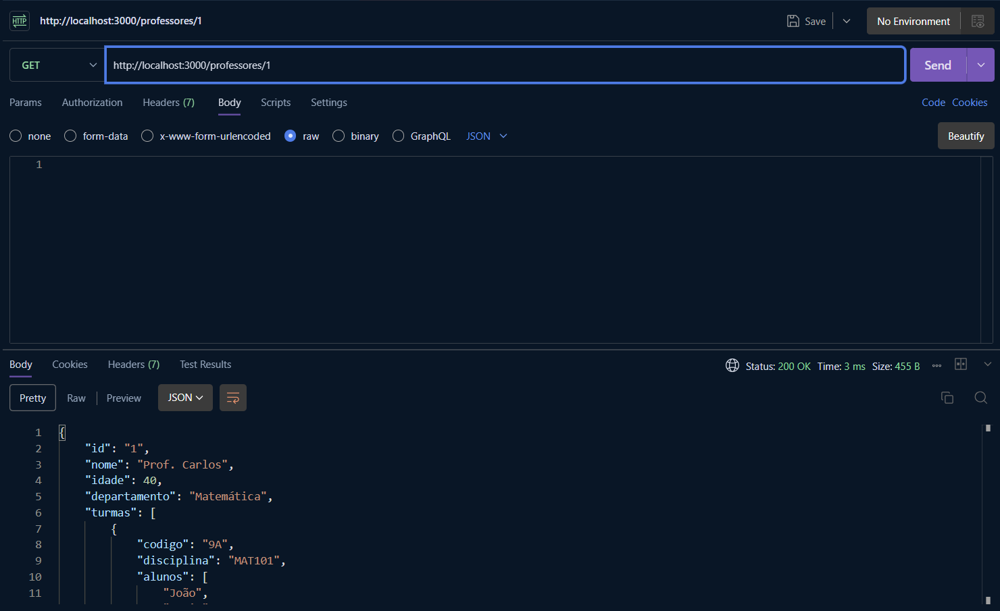 HTTP http://localhost:3000/professores/1 Save No Environment
GET http://localhost:3000/professores/1 Send
Params Authorization Headers (7) Body Scripts Settings Code Cookies
none form-data x-www-form-urlencoded raw binary GraphQL JSON Beautify
1
Body Cookies Headers (7) Test Results Status: 200 OK Time: 3 ms Size: 455 B
Pretty Raw Preview JSON
1 {
2 "id": "1",
3 "nome": "Prof. Carlos",
4 "idade": 40,
5 "departamento": "Matemática",
6 "turmas": [
7 {
8 "codigo": "9A",
9 "disciplina": "MAT101",
10 "alunos": [
11 "João",